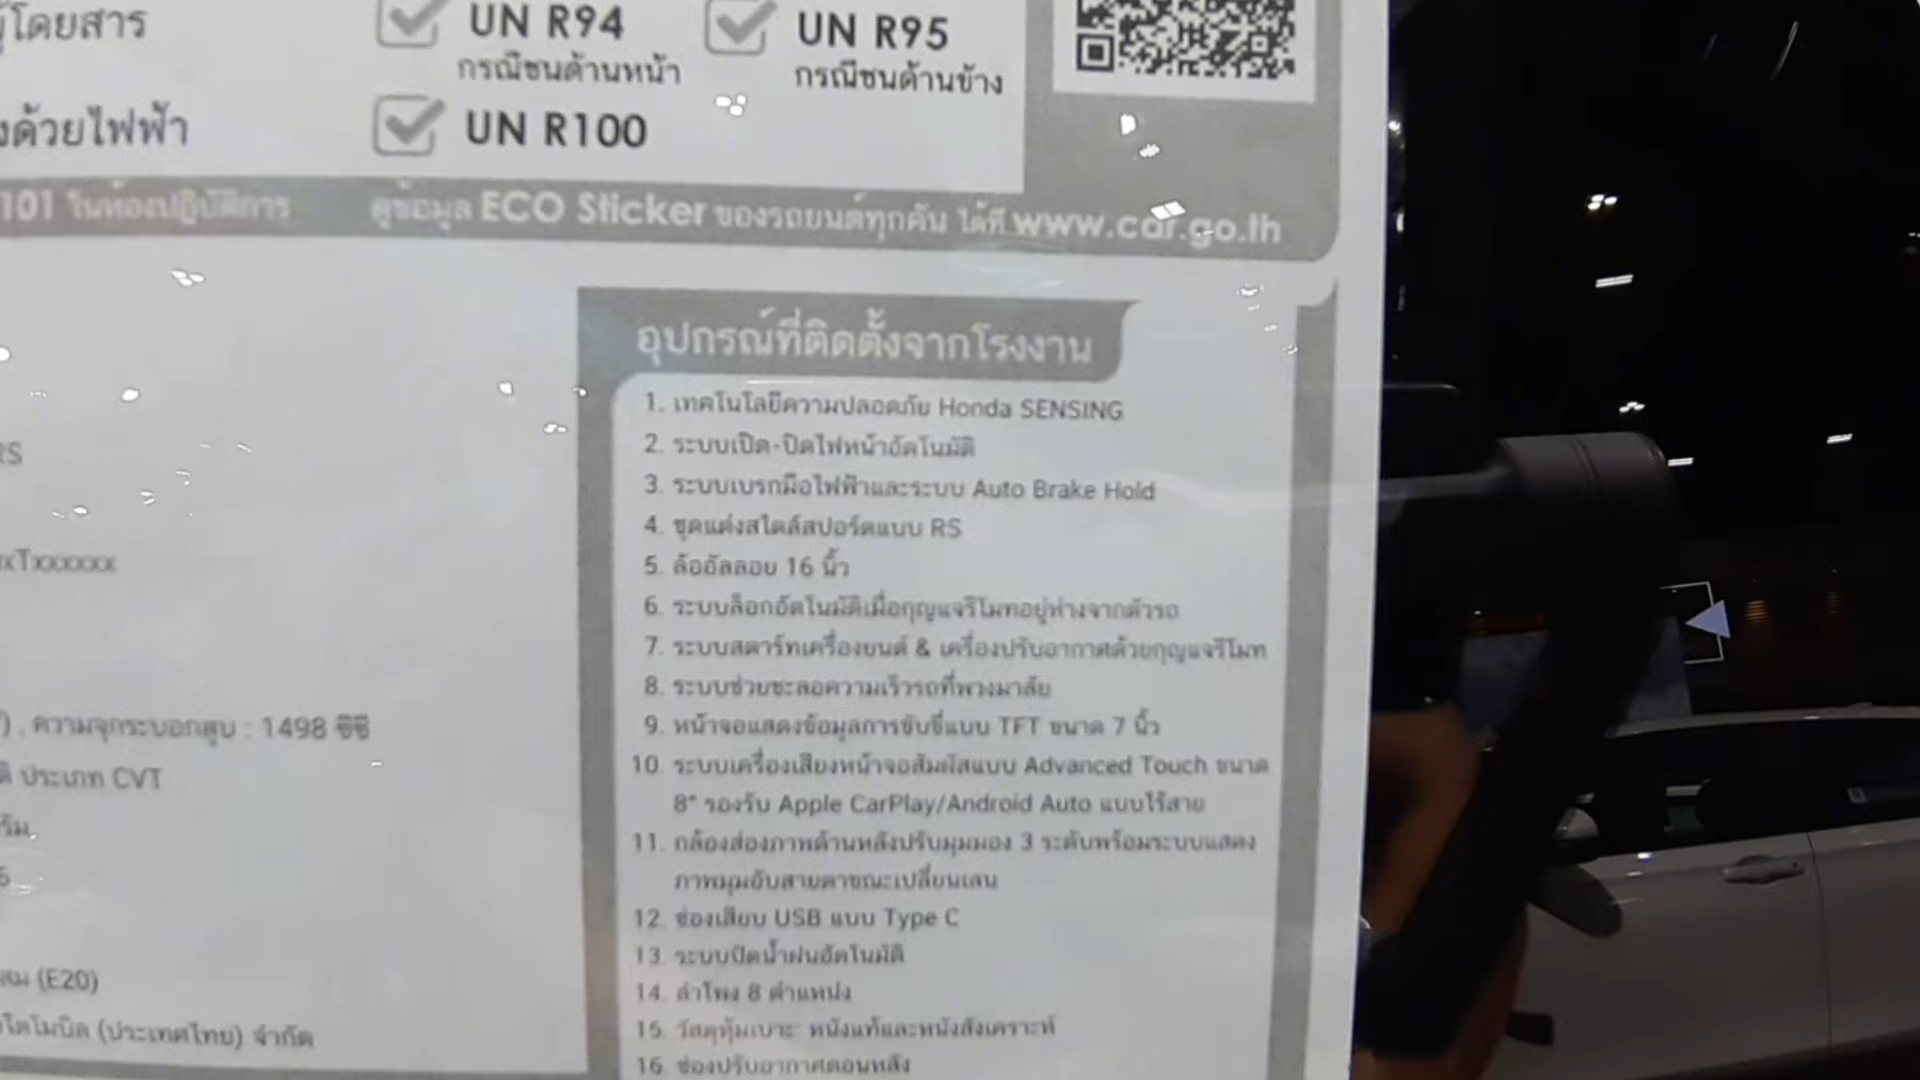 ผู้โดยสาร
UN R94
UN R95
กรณีชนด้านหน้า
กรณีชนด้านข้าง
ด้วยไฟฟ้า
UN R100
101 ในห้องปฏิบัติการ
ดูข้อมูล ECO Sticker ของรถยนต์ทุกคัน ได้ที่ www.car.go.th
RS
xTxxxxxxx
, ความจุกระบอกสูบ : 1498 ซีซี
ประเภท CVT
(E20)
(ประเทศไทย) จำกัด
อุปกรณ์ที่ติดตั้งจากโรงงาน
1. เทคโนโลยีความปลอดภัย Honda SENSING
2. ระบบเปิด-ปิดไฟหน้าอัตโนมัติ
3. ระบบเบรกมือไฟฟ้าและระบบ Auto Brake Hold
4. ชุดแต่งสไตล์สปอร์ตแบบ RS
5. ล้ออัลลอย 16 นิ้ว
6. ระบบล็อกอัตโนมัติเมื่อกุญแจรีโมทอยู่ห่างจากตัวรถ
7. ระบบสตาร์ทเครื่องยนต์ & เครื่องปรับอากาศด้วยกุญแจรีโมท
8. ระบบช่วยชะลอความเร็วรถที่พวงมาลัย
9. หน้าจอแสดงข้อมูลการขับขี่แบบ TFT ขนาด 7 นิ้ว
10. ระบบเครื่องเสียงหน้าจอสัมผัสแบบ Advanced Touch ขนาด
8" รองรับ Apple CarPlay/Android Auto แบบไร้สาย
11. กล้องส่องภาพด้านหลังปรับมุมมอง 3 ระดับพร้อมระบบแสดง
ภาพมุมอับสายตาขณะเปลี่ยนเลน
12. ช่องเสียบ USB แบบ Type C
13. ระบบปัดน้ำฝนอัตโนมัติ
14. ลำโพง 8 ตำแหน่ง
15. วัสดุหุ้มเบาะ: หนังแท้และหนังสังเคราะห์
16. ช่องปรับอากาศตอนหลัง